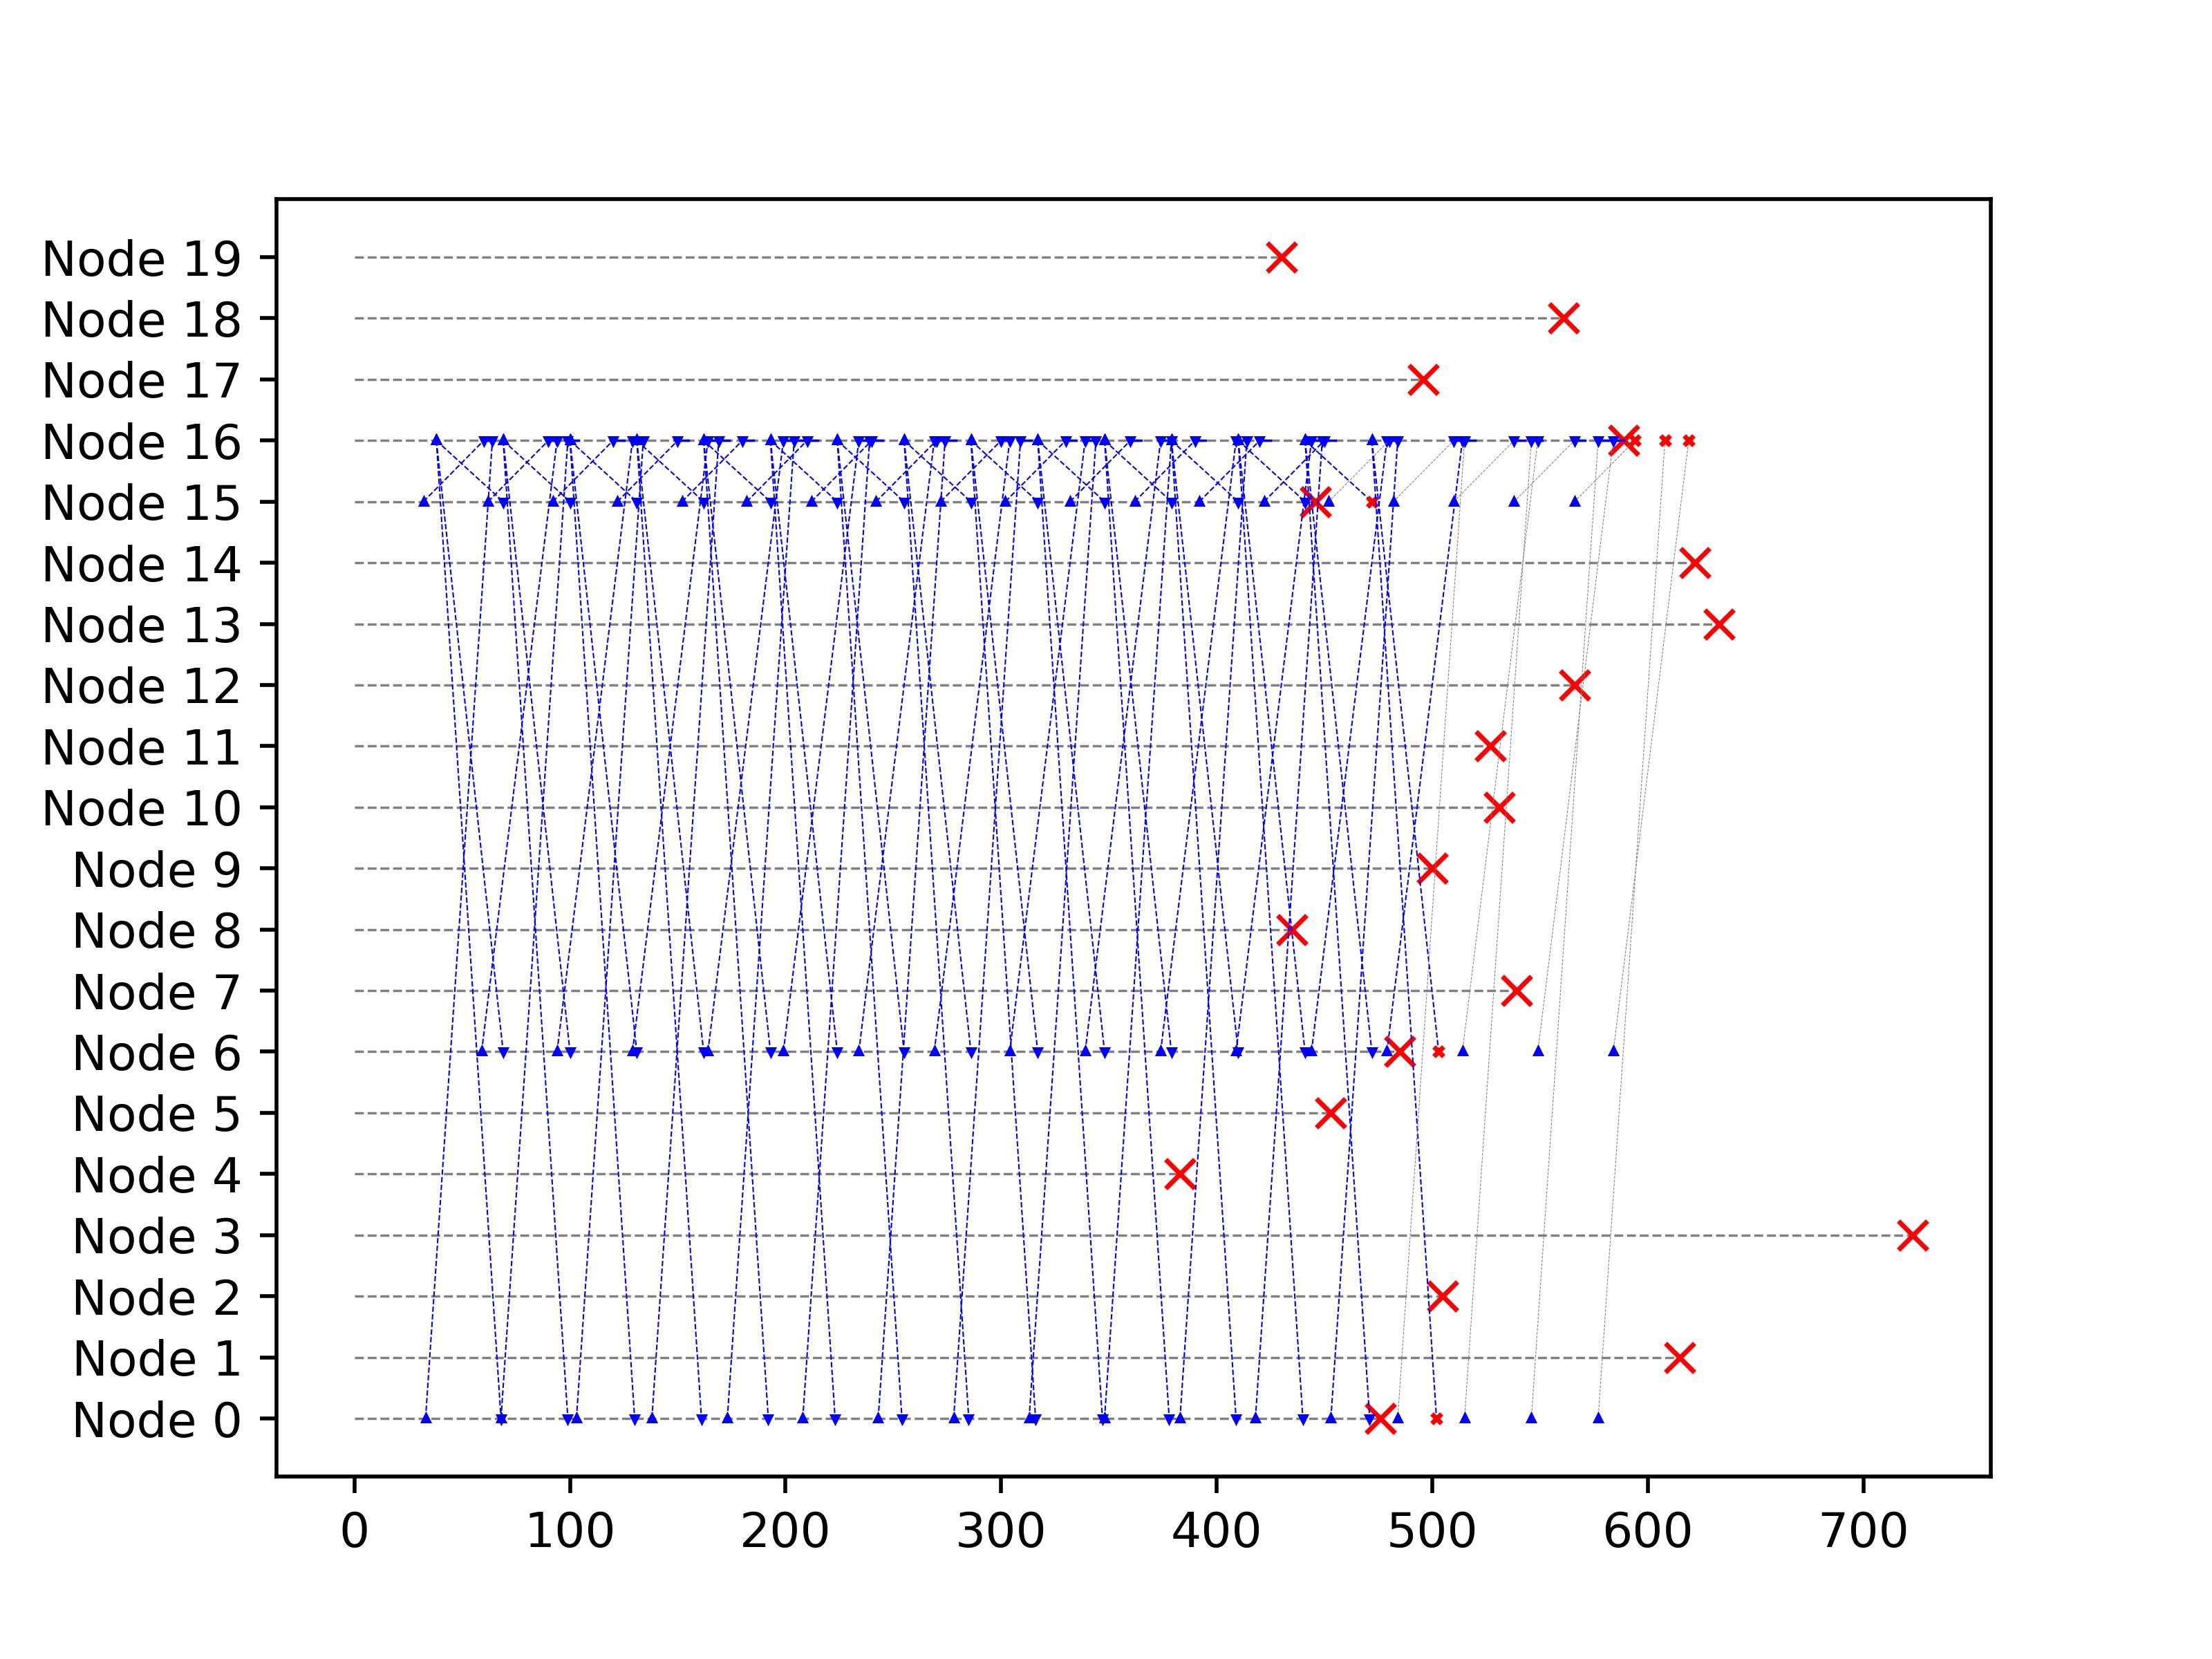 Node 19
Node 18
Node 17
Node 16
Node 15
Node 14
Node 13
Node 12
Node 11
Node 10
Node 9
Node 8
Node 7
Node 6
Node 5
Node 4
Node 3
Node 2
Node 1
Node 0
0 100 200 300 400 500 600 700